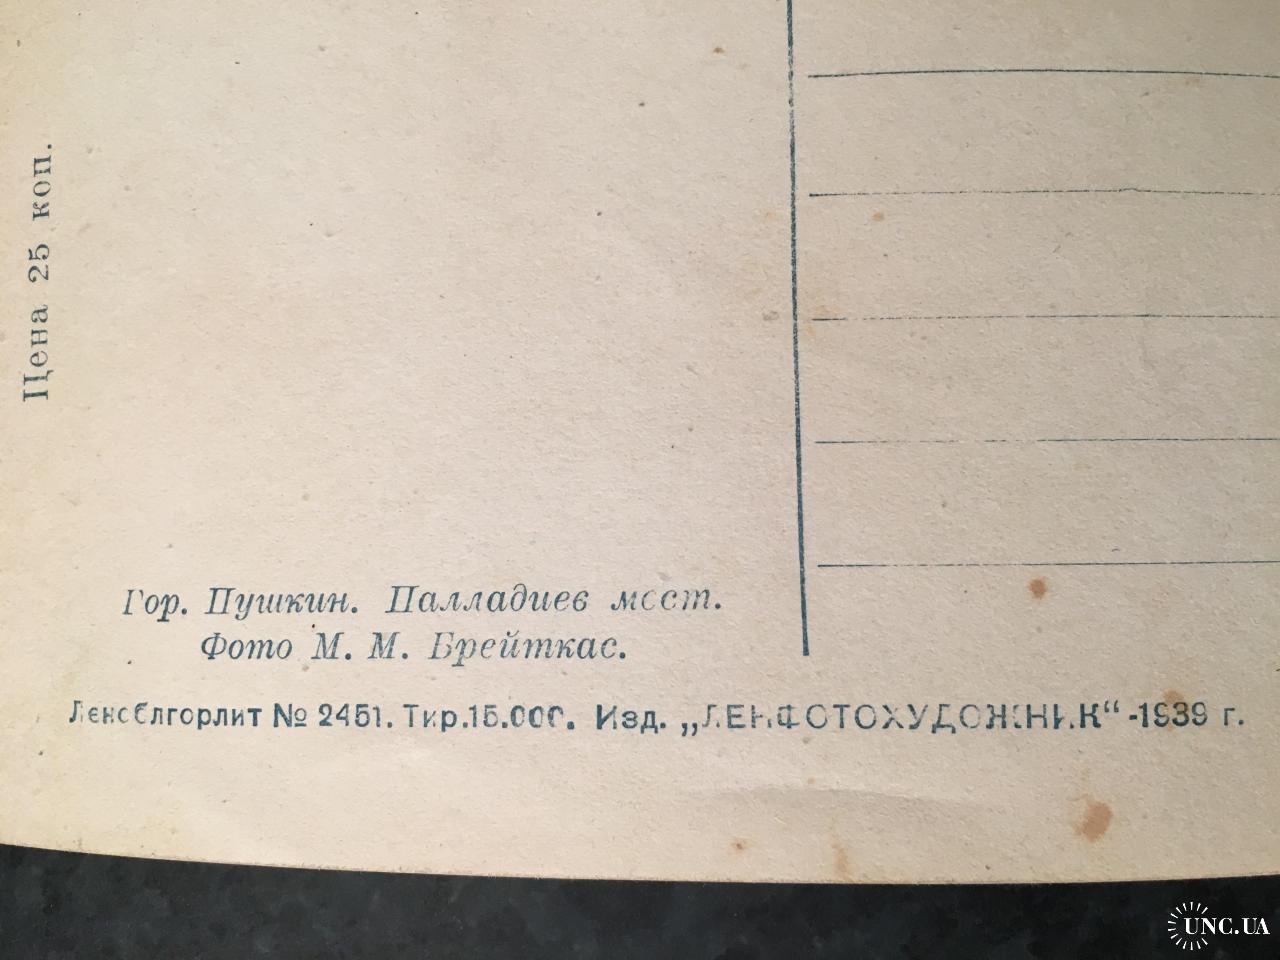 Цена 25 коп.
Гор. Пушкин. Палладиев мост.
Фото М. М. Брейткас.
Леноблгорлит № 2451. Тир.15.000. Изд. „ЛЕНФОТОХУДОЖНИК“-1939 г.
UNC.UA